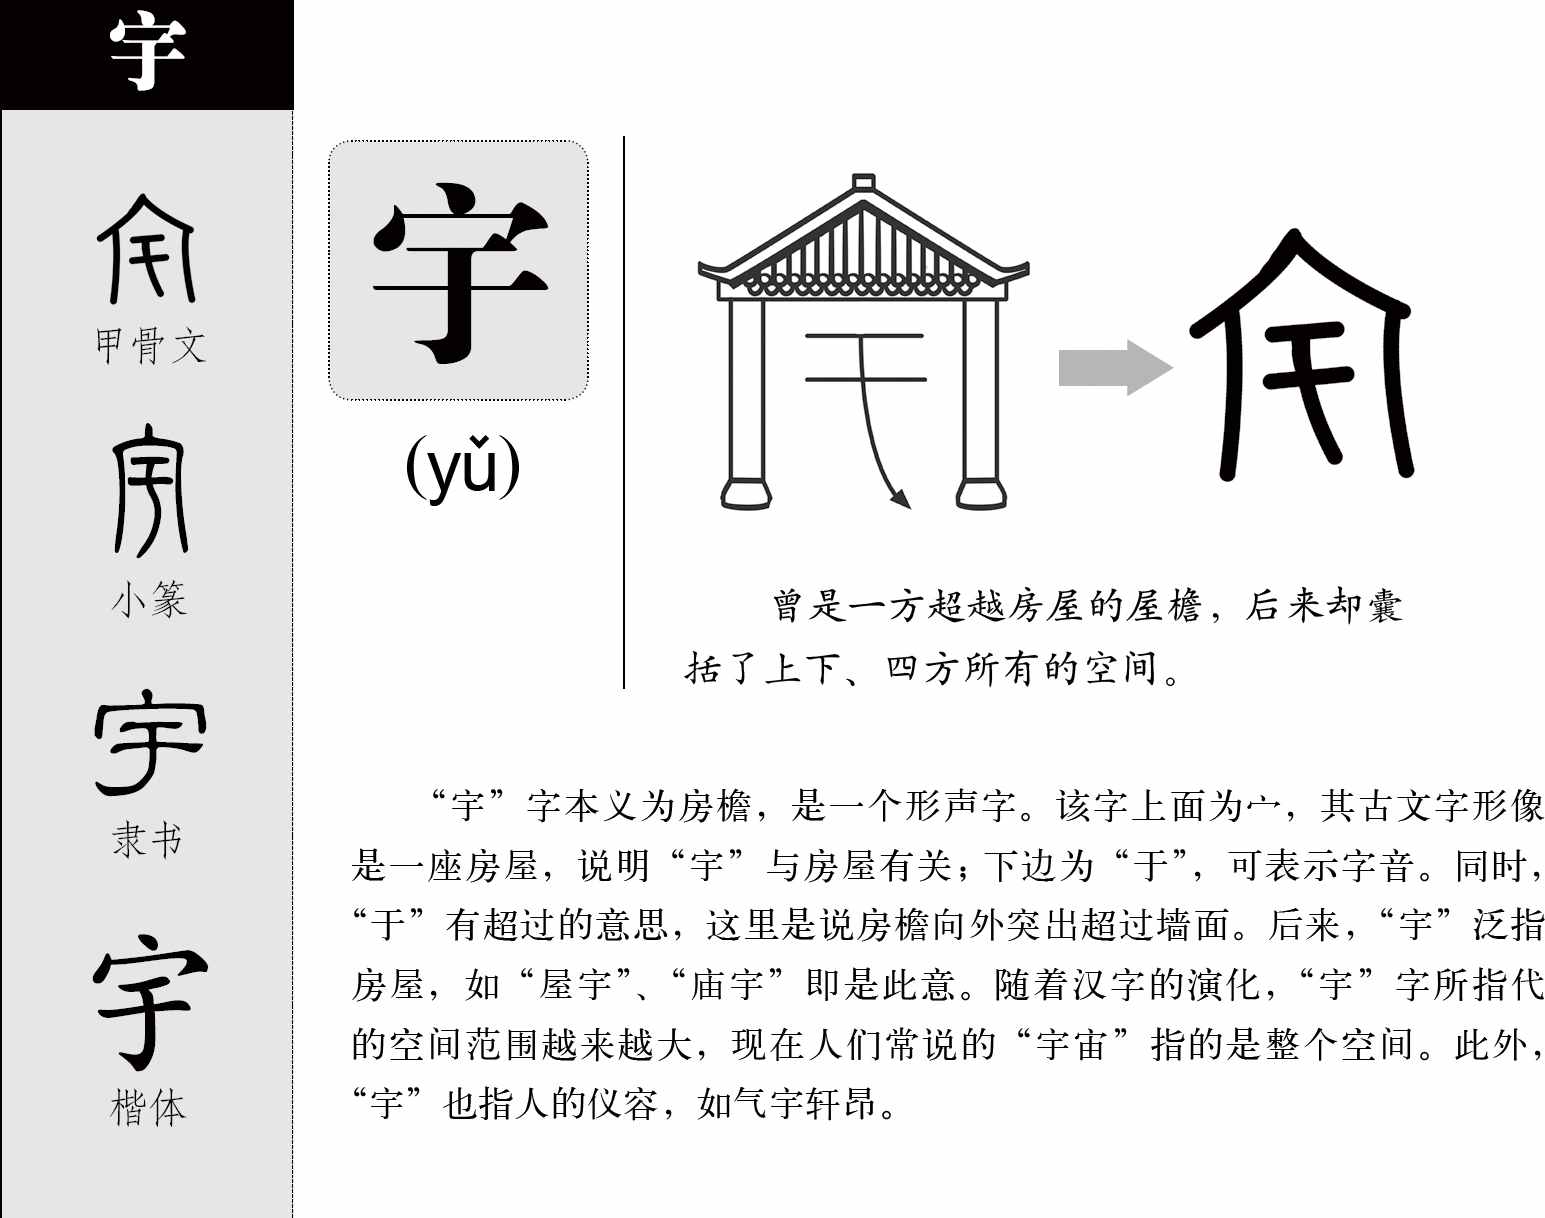 宇
甲骨文
小篆
隶书
楷体
宇
(yǔ)
曾是一方超越房屋的屋檐，后来却囊
括了上下、四方所有的空间。
“宇”字本义为房檐，是一个形声字。该字上面为宀，其古文字形像
是一座房屋，说明“宇”与房屋有关；下边为“于”，可表示字音。同时，
“于”有超过的意思，这里是说房檐向外突出超过墙面。后来，“宇”泛指
房屋，如“屋宇”、“庙宇”即是此意。随着汉字的演化，“宇”字所指代
的空间范围越来越大，现在人们常说的“宇宙”指的是整个空间。此外，
“宇”也指人的仪容，如气宇轩昂。